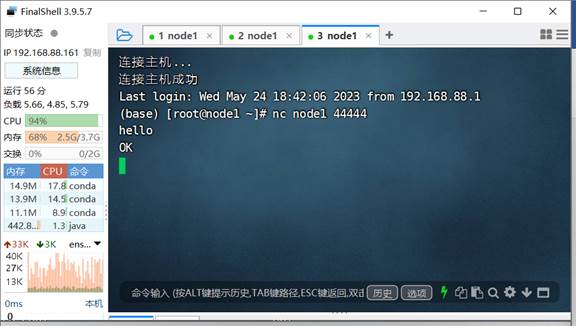 FinalShell 3.9.5.7
同步状态
1 node1
2 node1
3 node1
IP 192.168.88.161 复制
系统信息
运行 56 分
负载 5.66, 4.85, 5.79
CPU 94%
内存 68% 2.5G/3.7G
交换 0% 0/2G
内存 CPU 命令
14.9M 17.8 conda
13.9M 14.5 conda
11.1M 8.9 conda
442.8... 1.3 java
33K 3K ens...
40K
27K
13K
0ms 本机
0
连接主机...
连接主机成功
Last login: Wed May 24 18:42:06 2023 from 192.168.88.1
(base) [root@node1 ~]# nc node1 44444
hello
OK
命令输入 (按ALT键提示历史,TAB键路径,ESC键返回,双击
历史
选项